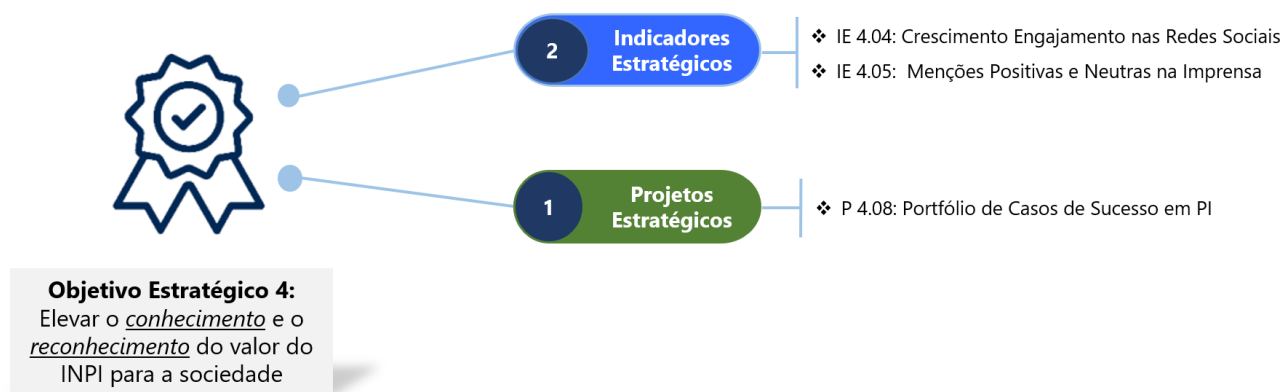 2
Indicadores
Estratégicos
❖ IE 4.04: Crescimento Engajamento nas Redes Sociais
❖ IE 4.05: Menções Positivas e Neutras na Imprensa
1
Projetos
Estratégicos
❖ P 4.08: Portfólio de Casos de Sucesso em PI
Objetivo Estratégico 4:
Elevar o conhecimento e o
reconhecimento do valor do
INPI para a sociedade